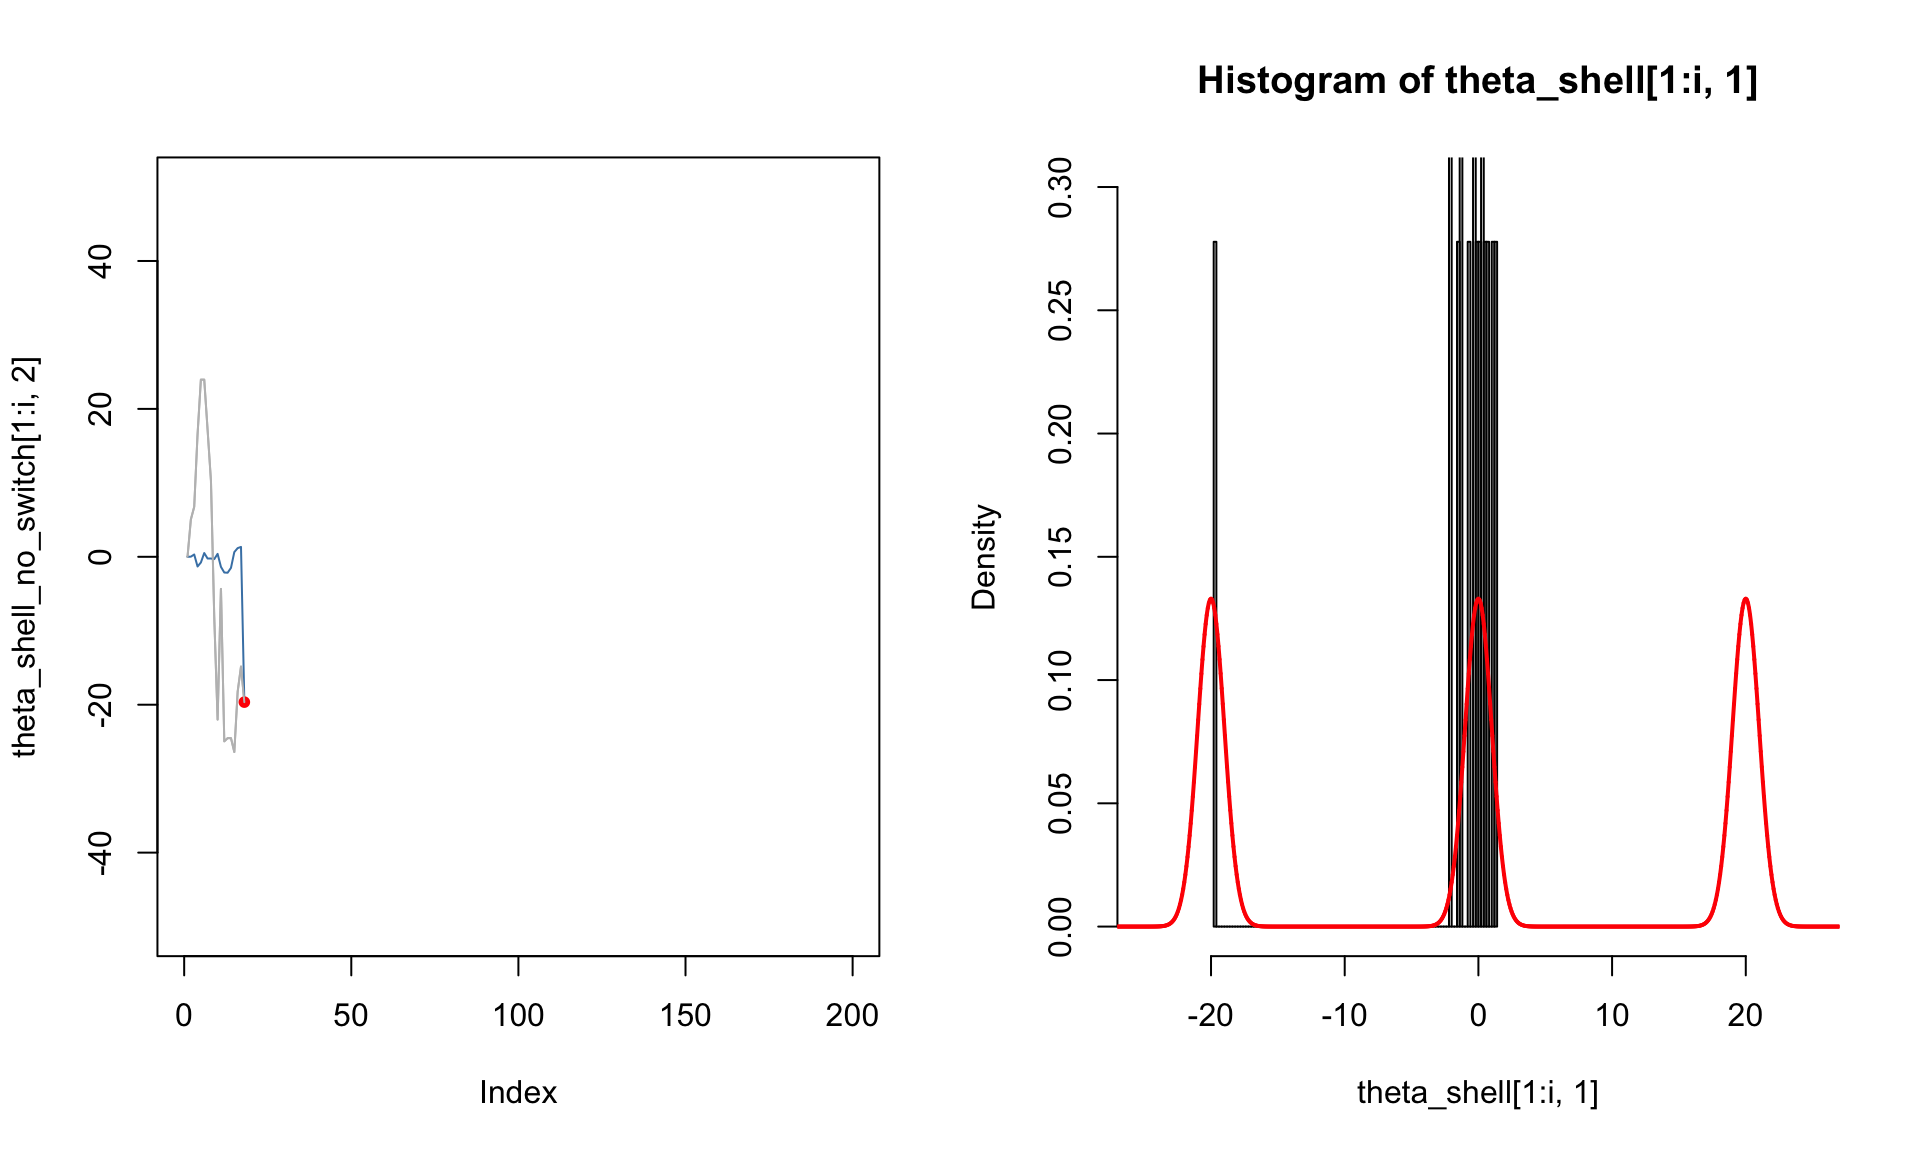 theta_shell_no_switch[1:i, 2]
40
20
0
-20
-40
0 50 100 150 200
Index
Histogram of theta_shell[1:i, 1]
Density
0.30
0.25
0.20
0.15
0.10
0.05
0.00
-20 -10 0 10 20
theta_shell[1:i, 1]